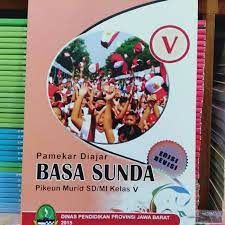 V
Pamekar Diajar
BASA SUNDA
Pikeun Murid SD/MI Kelas V
EDISI REVISI
DINAS PENDIDIKAN PROVINSI JAWA BARAT
2015